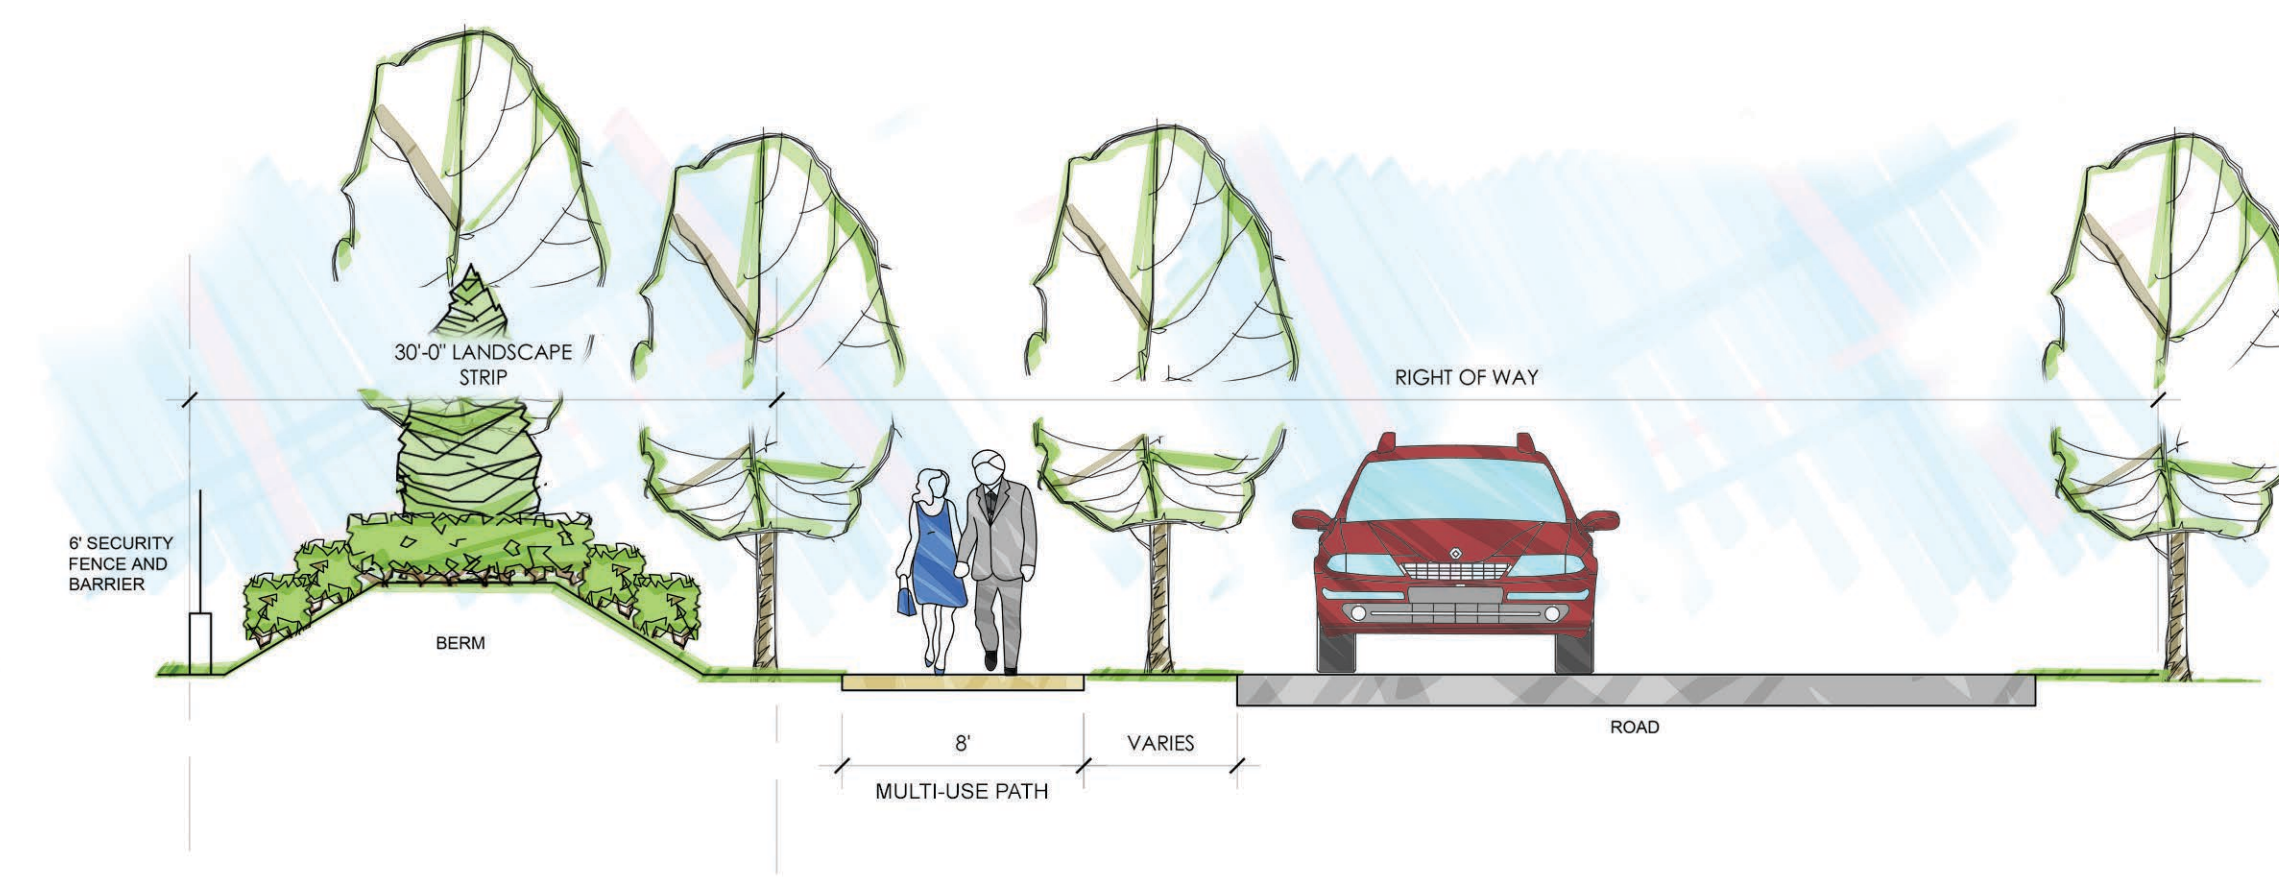 30'-0" LANDSCAPE
STRIP
RIGHT OF WAY
6' SECURITY
FENCE AND
BARRIER
BERM
ROAD
8'
VARIES
MULTI-USE PATH